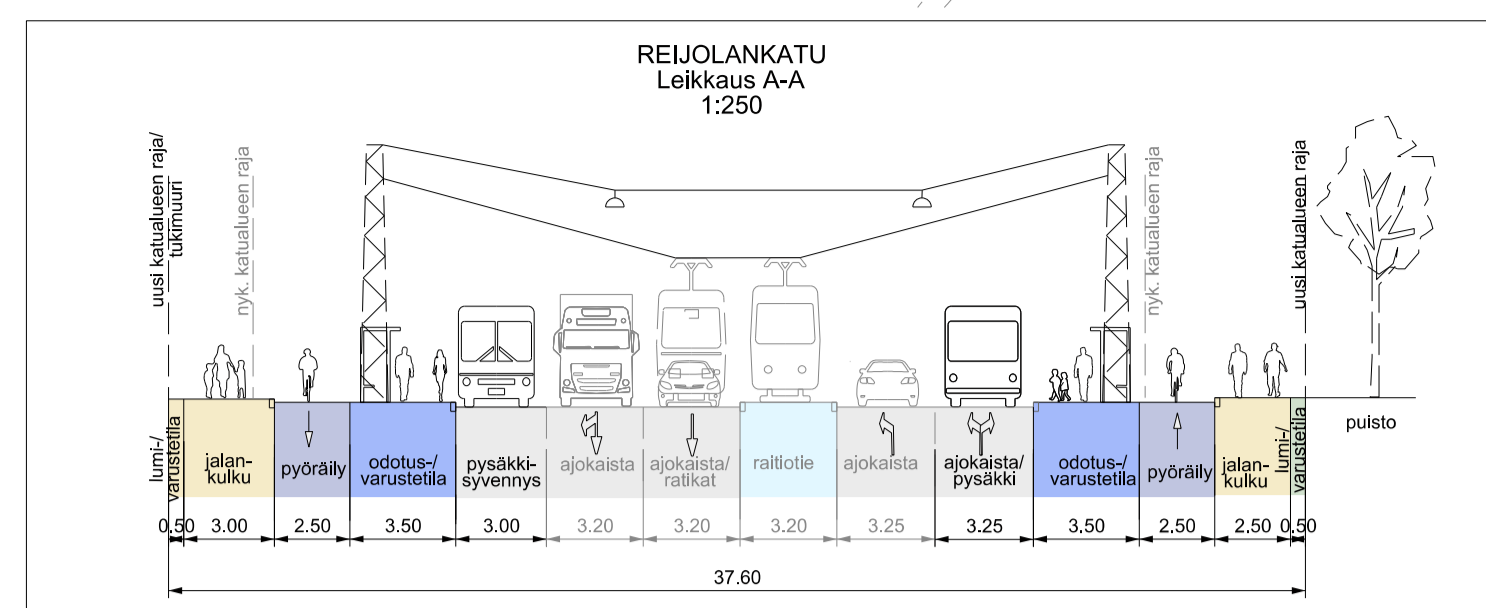 REIJOLANKATU
Leikkaus A-A
1:250
uusi katualueen raja/
tukimuuri
nyk. katualueen raja
nyk. katualueen raja
uusi katualueen raja
puisto
lumi-/
varustetila
jalan-
kulku
pyöräily
odotus-/
varustetila
pysäkki-
syvennys
ajokaista
ajokaista/
ratikat
raitiotie
ajokaista
ajokaista/
pysäkki
odotus-/
varustetila
pyöräily
jalan-
kulku
lumi-/
varustetila
0.50 3.00 2.50 3.50 3.00 3.20 3.20 3.20 3.25 3.25 3.50 2.50 2.50 0.50
37.60